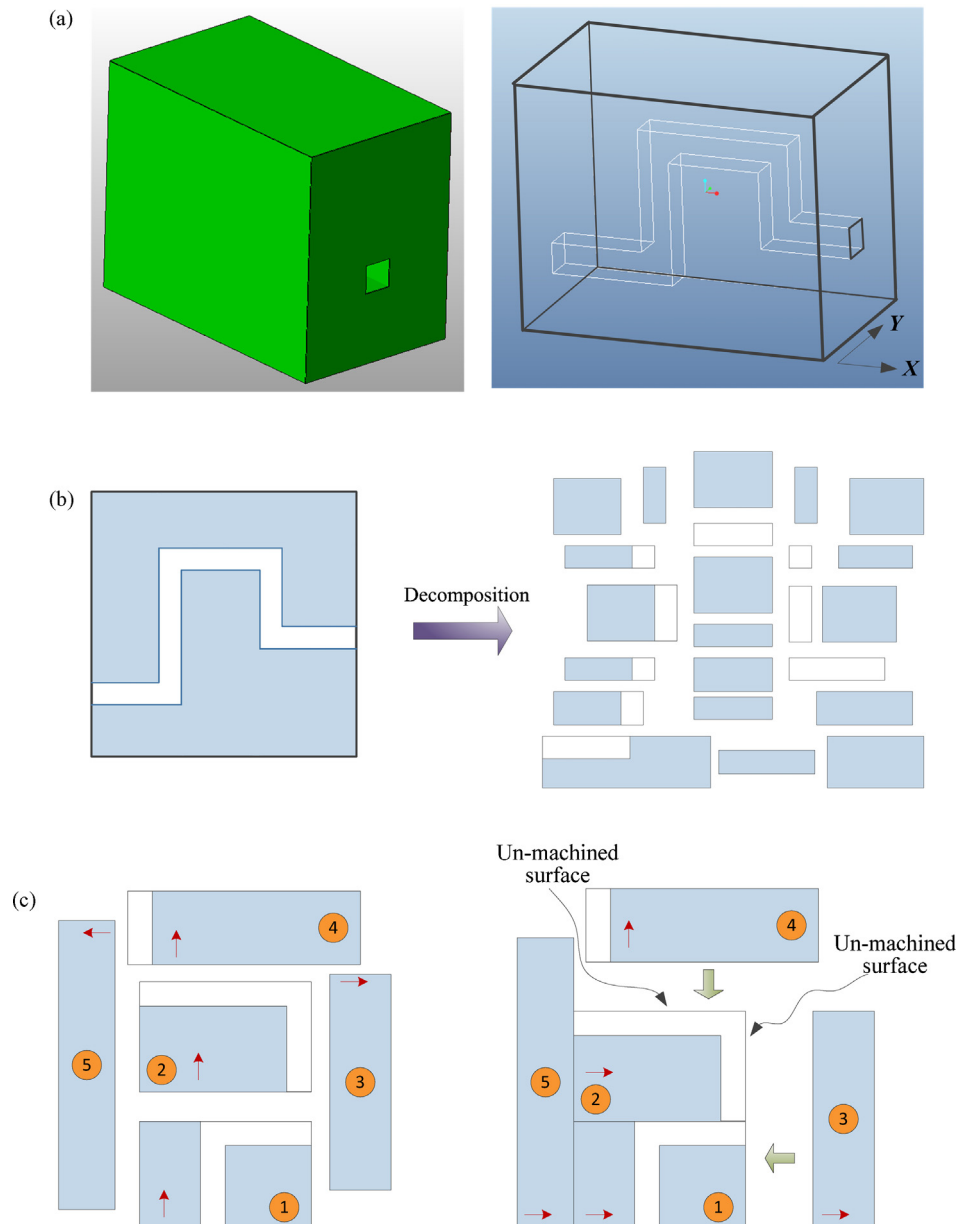 (a)
Y
X
(b)
Decomposition
(c)
4
5
2
3
1
Un-machined
surface
Un-machined
surface
4
5
2
3
1